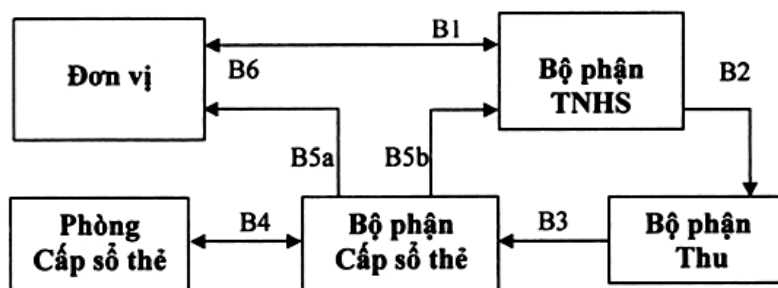 B1
Đơn vị
B6
Bộ phận
TNHS
B2
B5a
B5b
Phòng
Cấp sổ thẻ
B4
Bộ phận
Cấp sổ thẻ
B3
Bộ phận
Thu